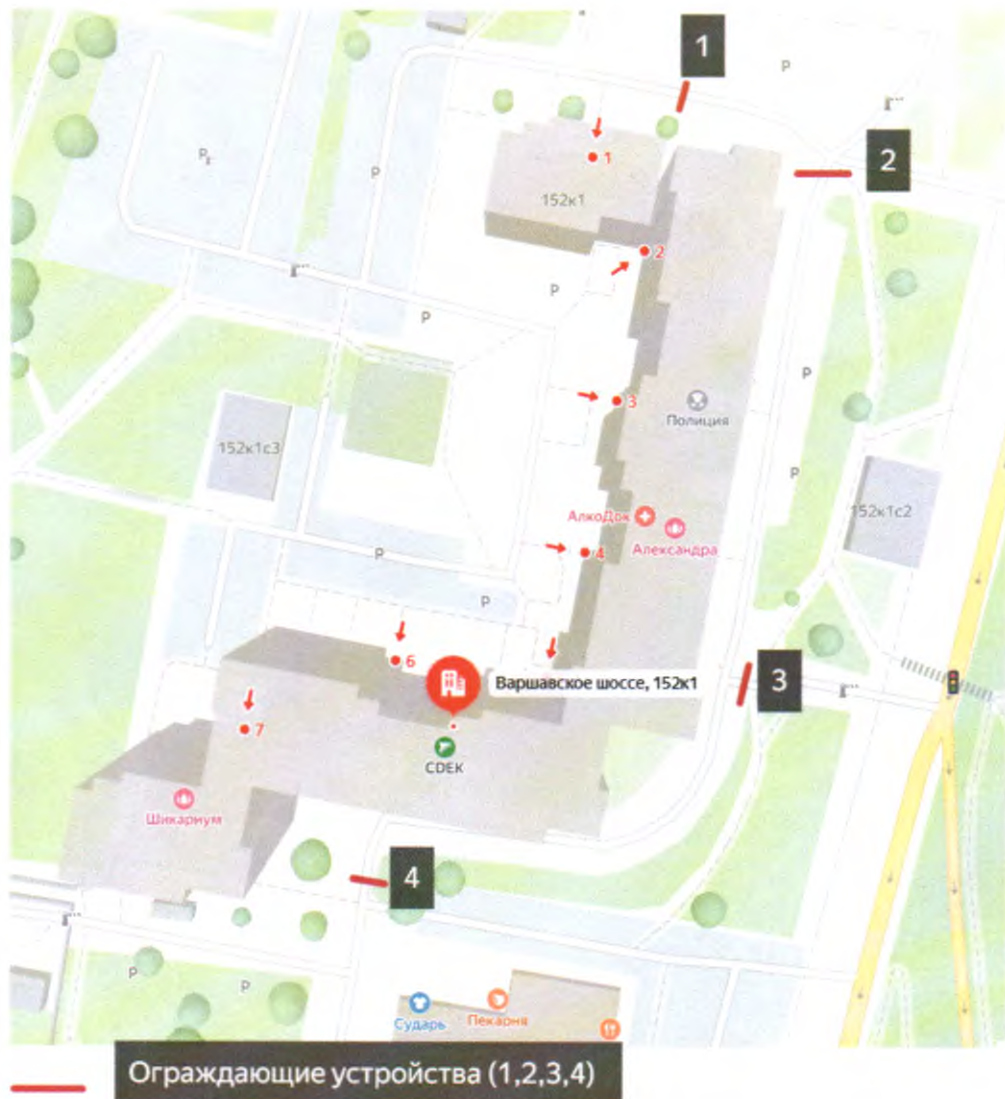 1
P
2
1
P
P
152к1
2
P
P
P
3
Полиция
152к1с3
P
АлкоДок
Александра
152к1с2
4
P
P
6
Варшавское шоссе, 152к1
3
7
CDEK
Шикариум
4
P
P
Сударь
Пекарня
Ограждающие устройства (1,2,3,4)